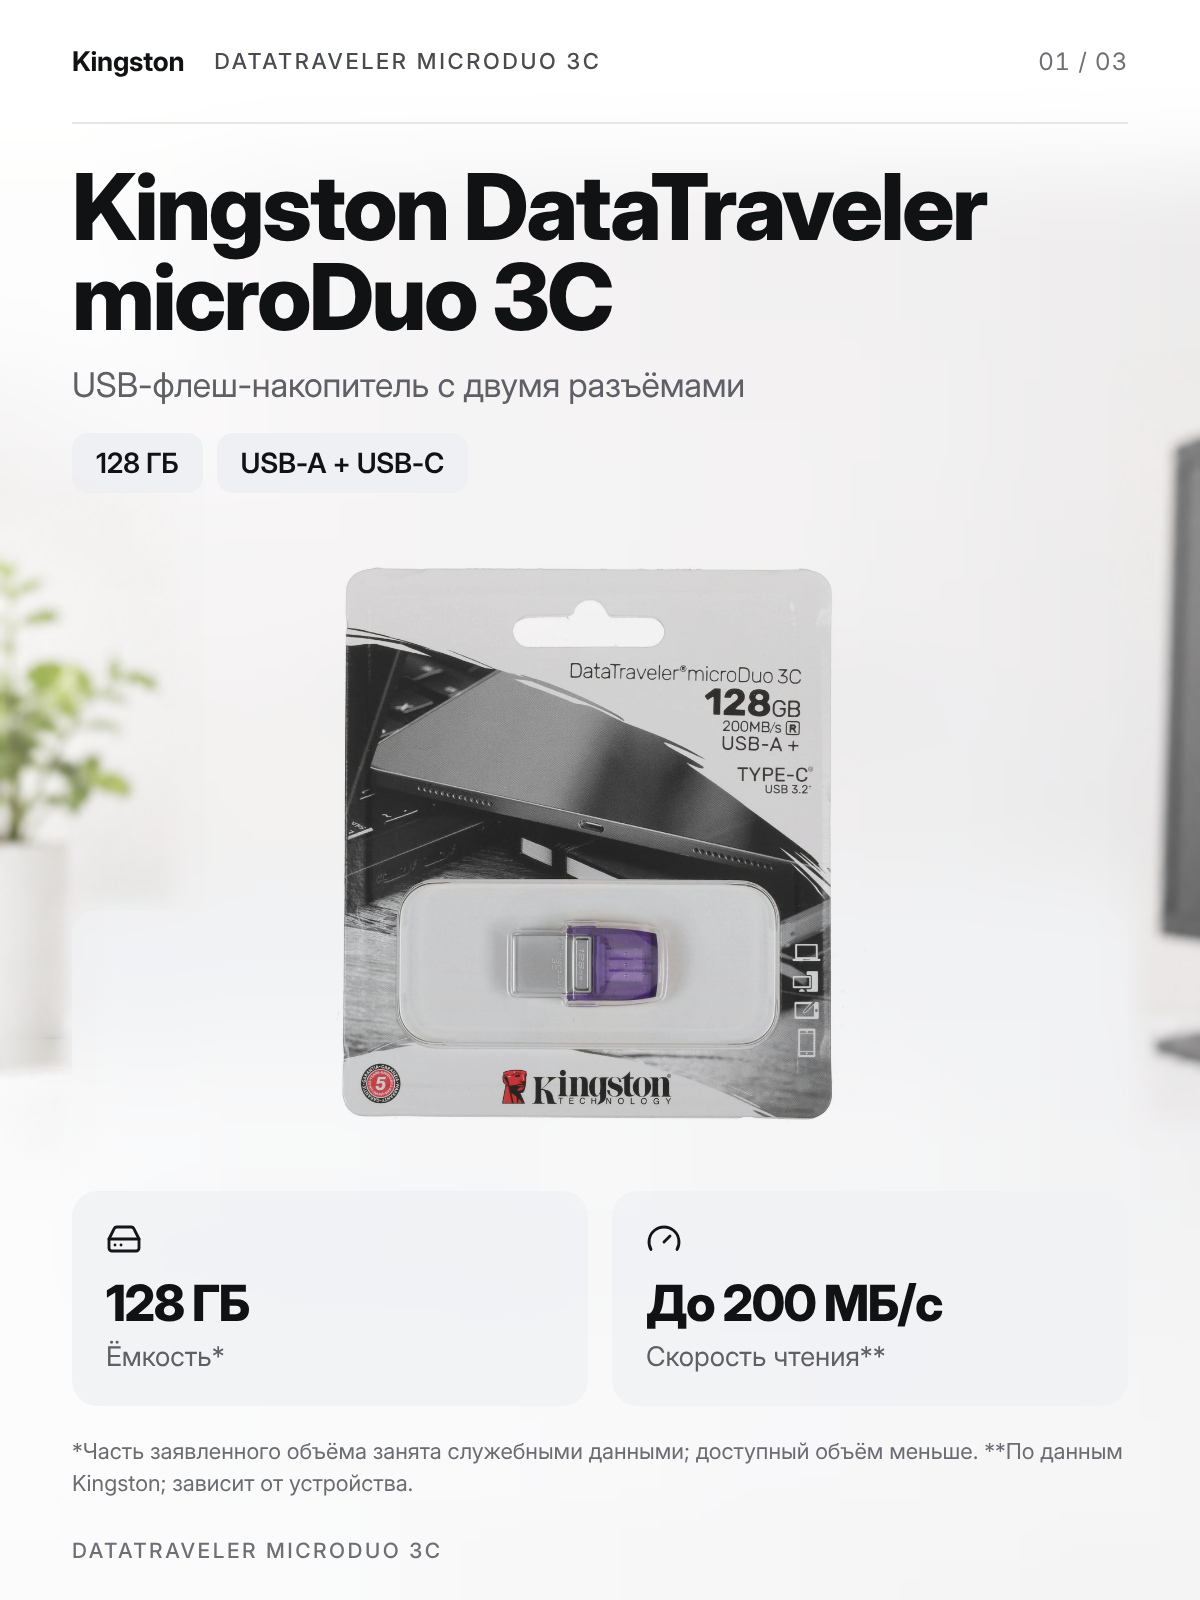 Kingston DATATRAVELER MICRODUO 3C 01 / 03
Kingston DataTraveler
microDuo 3C
USB-флеш-накопитель с двумя разъёмами
128 ГБ USB-A + USB-C
DataTraveler®microDuo 3C
128GB
200MB/s R
USB-A +
TYPE-C®
USB 3.2
5
Kingston
TECHNOLOGY
128 ГБ До 200 МБ/с
Ёмкость* Скорость чтения**
*Часть заявленного объёма занята служебными данными; доступный объём меньше. **По данным
Kingston; зависит от устройства.
DATATRAVELER MICRODUO 3C